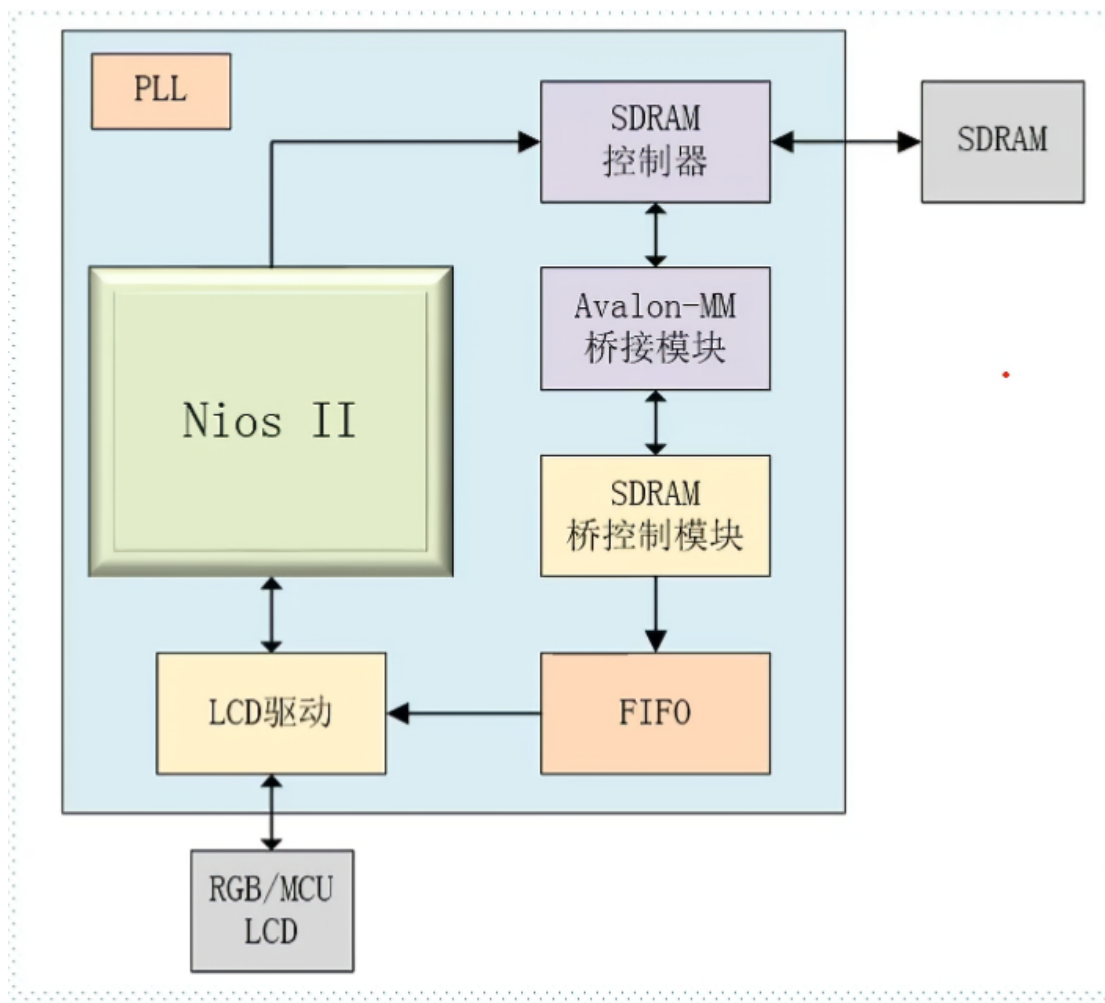 PLL
SDRAM
控制器
SDRAM
Avalon-MM
桥接模块
Nios II
SDRAM
桥控制模块
LCD驱动
FIFO
RGB/MCU
LCD